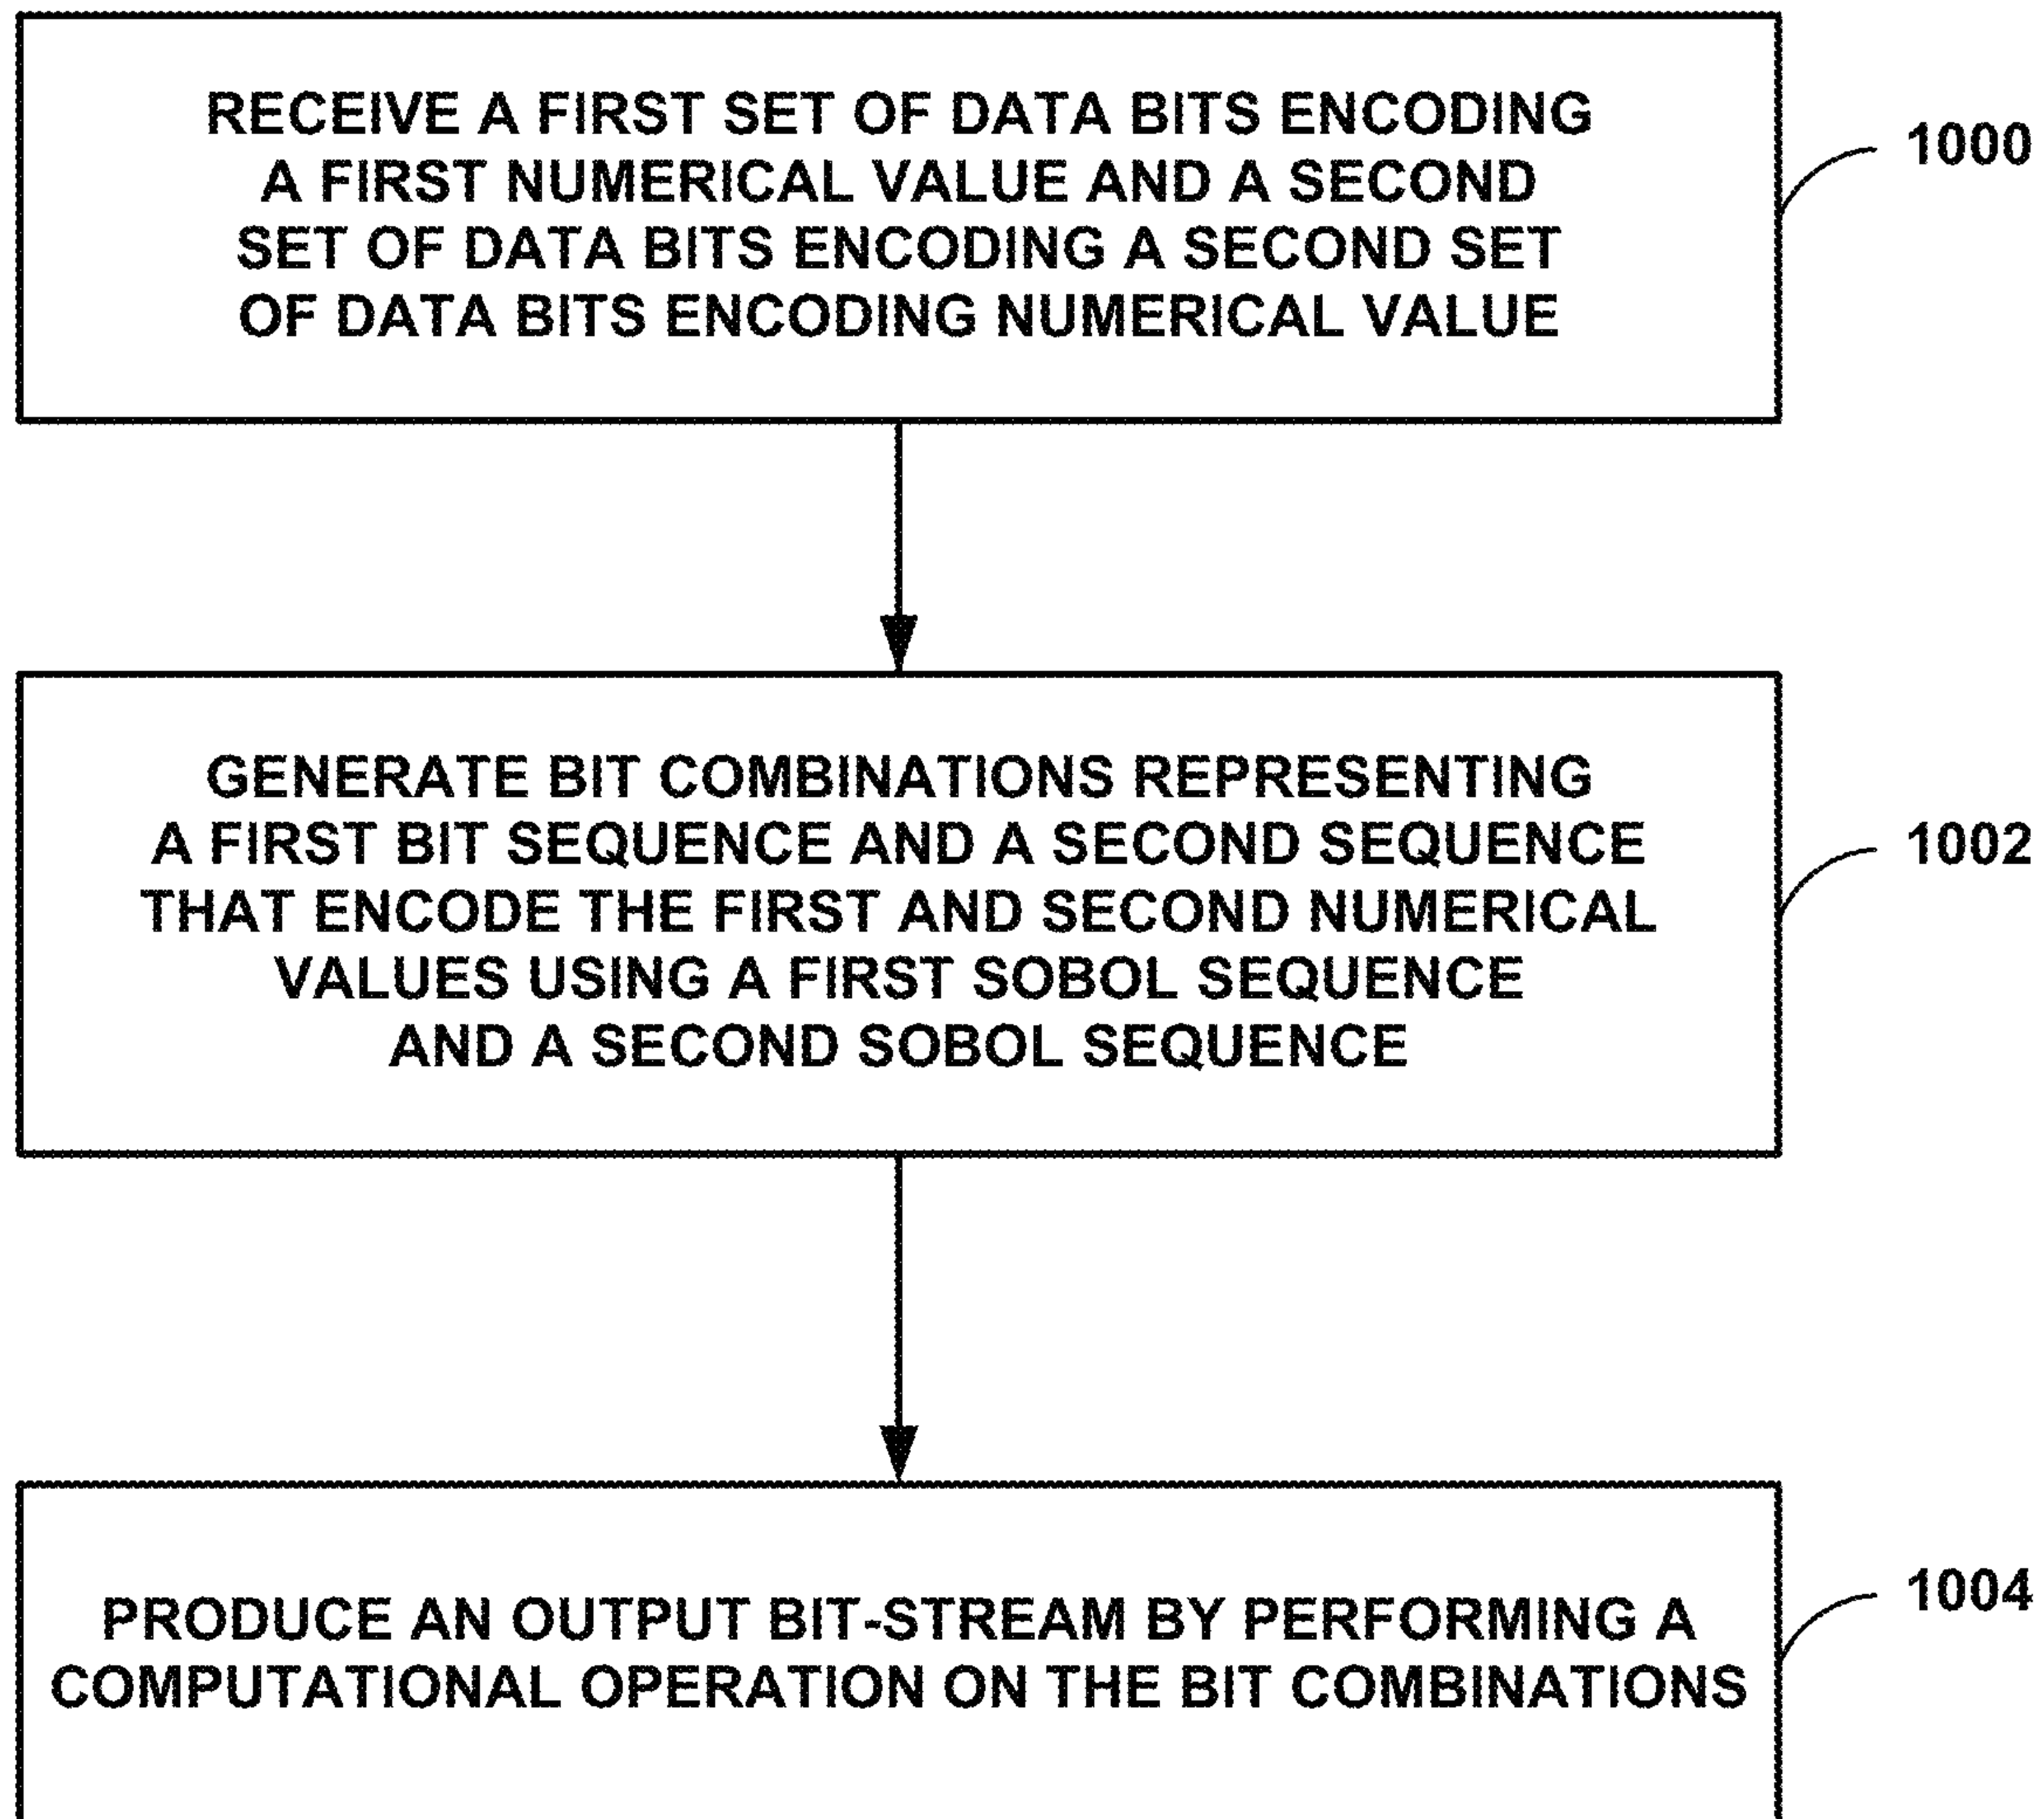 RECEIVE A FIRST SET OF DATA BITS ENCODING
A FIRST NUMERICAL VALUE AND A SECOND
SET OF DATA BITS ENCODING A SECOND SET
OF DATA BITS ENCODING NUMERICAL VALUE
1000
GENERATE BIT COMBINATIONS REPRESENTING
A FIRST BIT SEQUENCE AND A SECOND SEQUENCE
THAT ENCODE THE FIRST AND SECOND NUMERICAL
VALUES USING A FIRST SOBOL SEQUENCE
AND A SECOND SOBOL SEQUENCE
1002
PRODUCE AN OUTPUT BIT-STREAM BY PERFORMING A
COMPUTATIONAL OPERATION ON THE BIT COMBINATIONS
1004